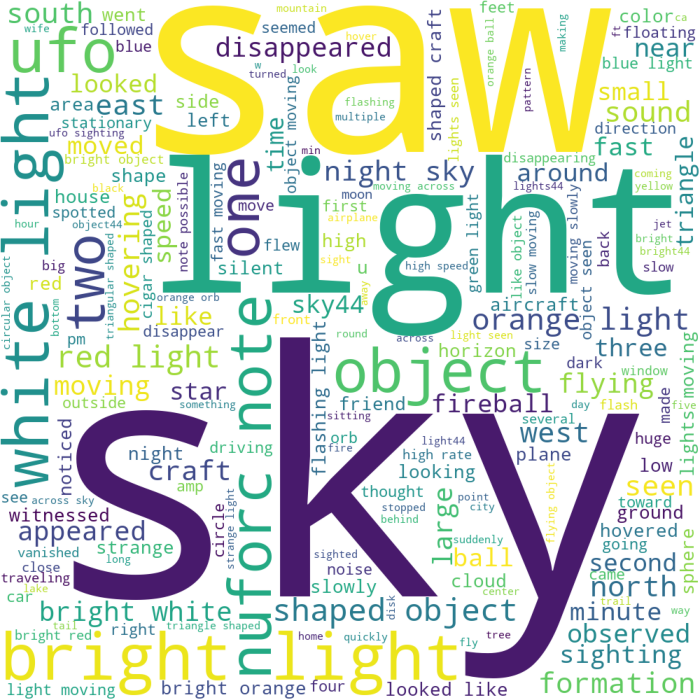 saw
light
sky
bright light
white light
object
ufo
nuforc note
two
one
south
went
wife
followed
blue
disappeared
seemed
mountain
hover
w
turned
look
orange ball
making
feet
ft
ca
color
floating
near
blue light
looked
east
side
left
area
stationary
ufo sighting
moved
bright object
black
shape
house
spotted
hour
object44
big
red
circular object
bottom
triangular shaped
pm
hovering
cigar shaped
speed
time
object moving
flashing
multiple
pattern
shaped craft
lights seen
small
sound
direction
fast
triangle
min
night sky
moon
moving across
move
fast moving
note possible
first
airplane
flew
high
sight
silent
u
high speed
away
sky44
disappearing
lights44
around
green light
like object
slow moving
moving slowly
object seen
back
coming
yellow
jet
bright
bright44
slow
aircraft
orange light
like
disappear
orange orb
front
round
across
light seen
horizon
size
dark
three
window
lights moving
red light
moving
star
outside
something
flashing light
sitting
friend
fireball
flying
day
flash
made
five
several
west
plane
huge
low
seen
noticed
night
driving
craft
amp
orb
fire
light44
high rate
looking
thought
stopped
behind
point
city
large
flying object
toward
ground
see
across sky
witnessed
appeared
vanished
strange
close
long
traveling
lake
car
circle
strange light
sighted
noise
slowly
suddenly
ball
cloud
center
hovered
going
second
came
north
sphere
trail
way
minute
bright white
tail
right
triangle shaped
bright red
shaped object
disk
home
quickly
fly
tree
observed
sighting
formation
light moving
bright orange
four
looked like